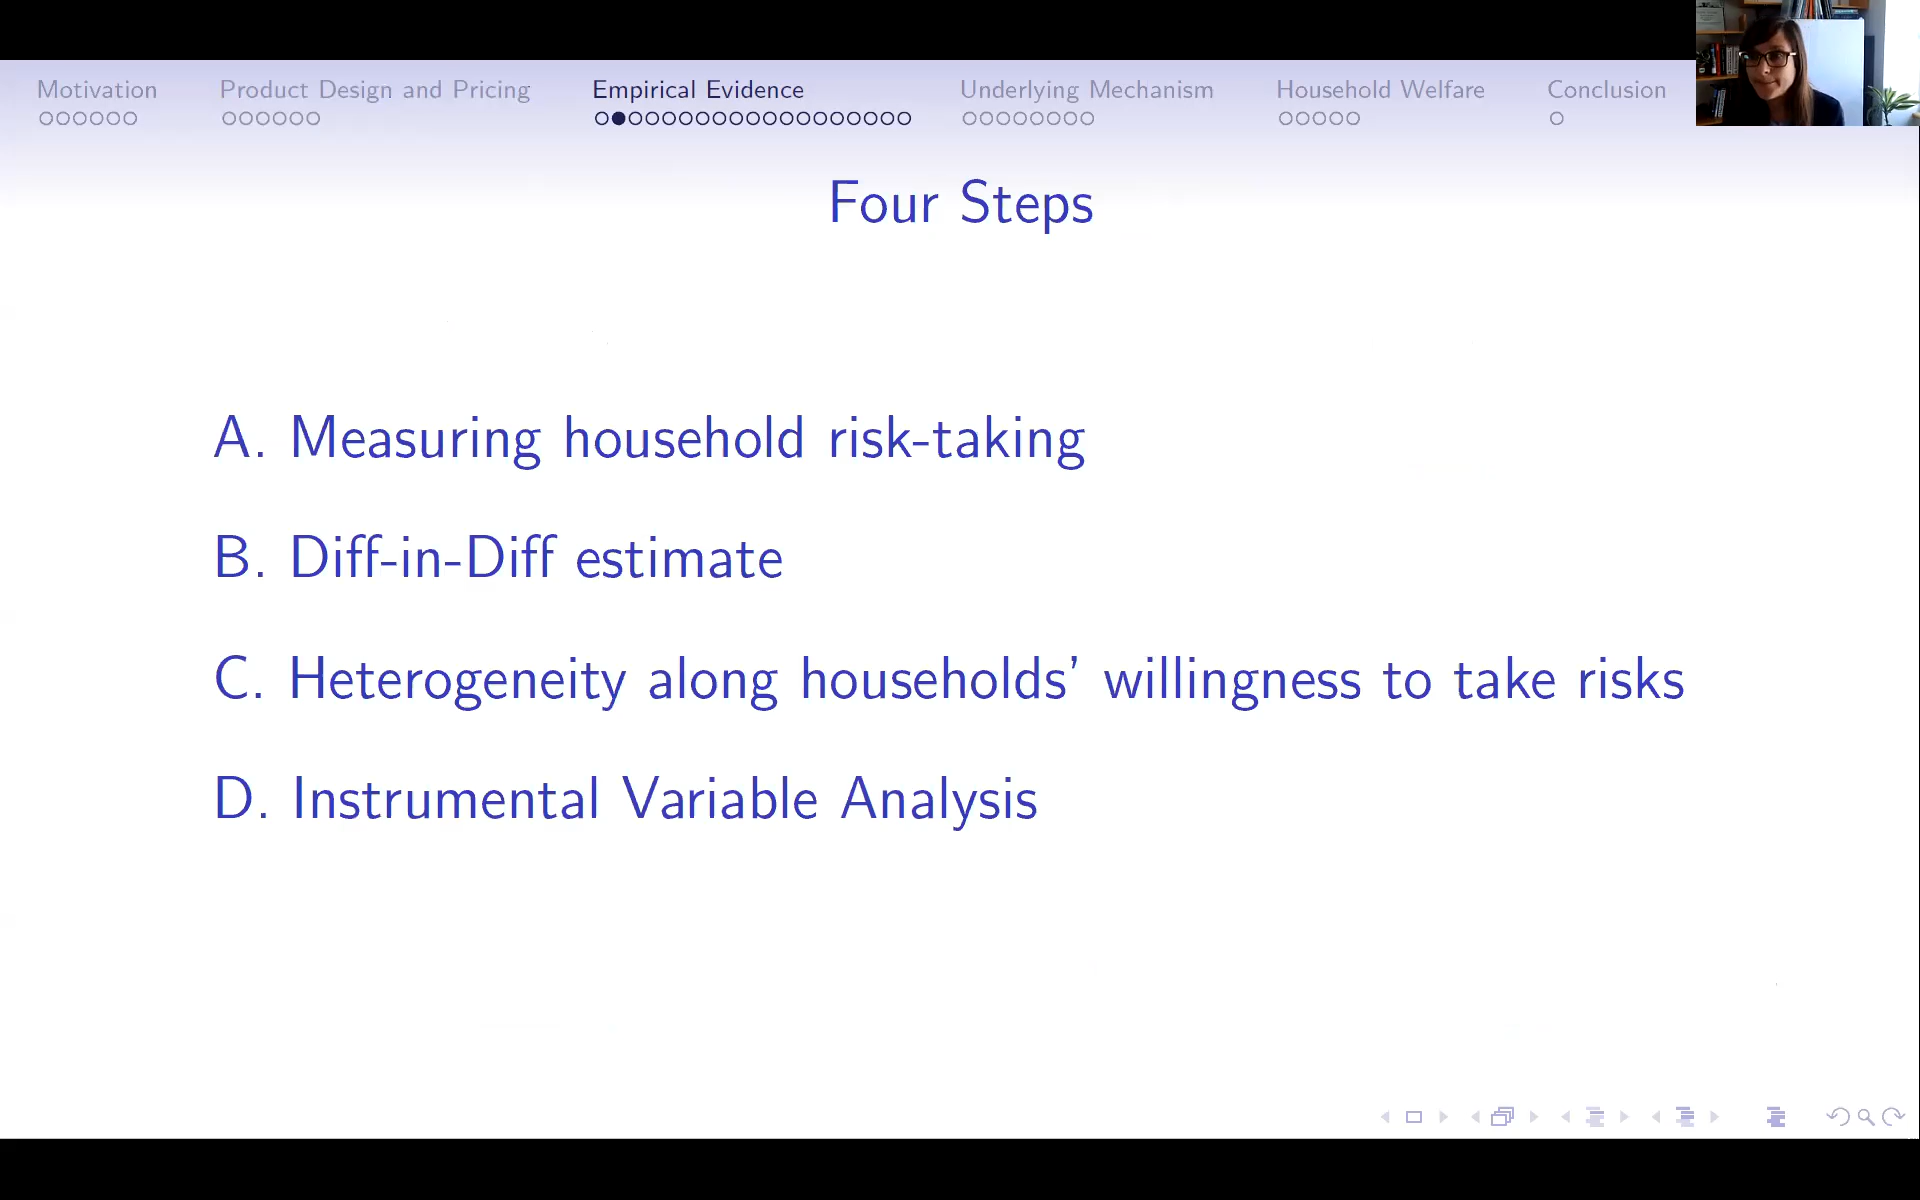 Motivation
Product Design and Pricing
Empirical Evidence
Underlying Mechanism
Household Welfare
Conclusion
Four Steps
A. Measuring household risk-taking
B. Diff-in-Diff estimate
C. Heterogeneity along households' willingness to take risks
D. Instrumental Variable Analysis